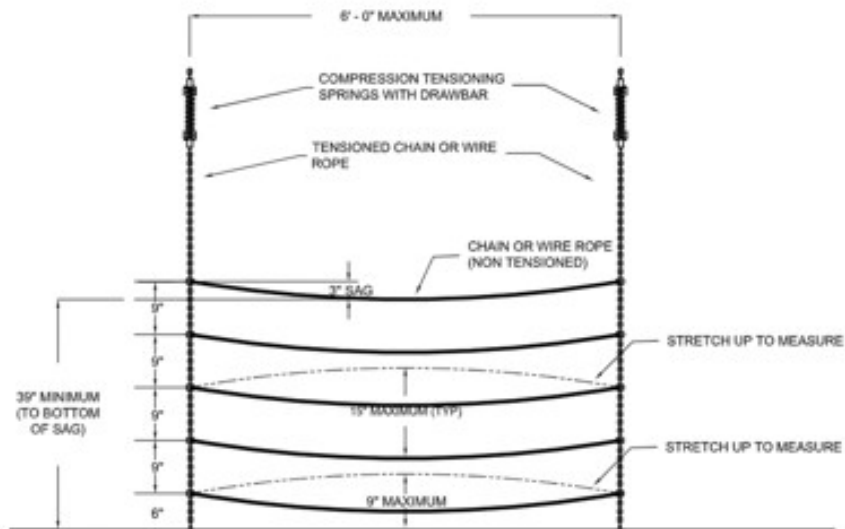 6' - 0" MAXIMUM
COMPRESSION TENSIONING
SPRINGS WITH DRAWBAR
TENSIONED CHAIN OR WIRE
ROPE
CHAIN OR WIRE ROPE
(NON TENSIONED)
3" SAG
9"
STRETCH UP TO MEASURE
9"
39" MINIMUM
(TO BOTTOM
OF SAG)
15" MAXIMUM (TYP)
9"
STRETCH UP TO MEASURE
9"
9" MAXIMUM
6"